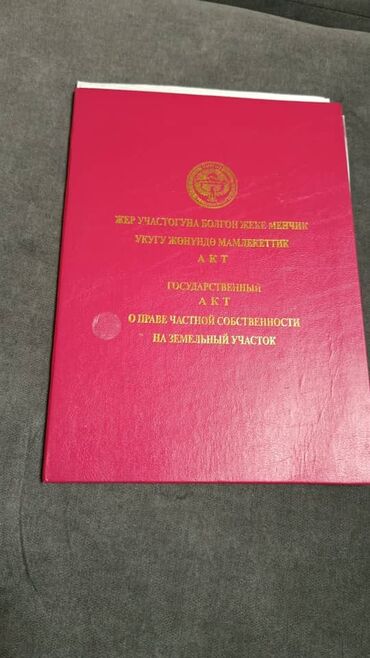 ЖЕР УЧАСТОГУНА БОЛГОН ЖЕКЕ МЕНЧИК
УКУГУ ЖӨНҮНДӨ МАМЛЕКЕТТИК
А К Т
ГОСУДАРСТВЕННЫЙ
А К Т
О ПРАВЕ ЧАСТНОЙ СОБСТВЕННОСТИ
НА ЗЕМЕЛЬНЫЙ УЧАСТОК